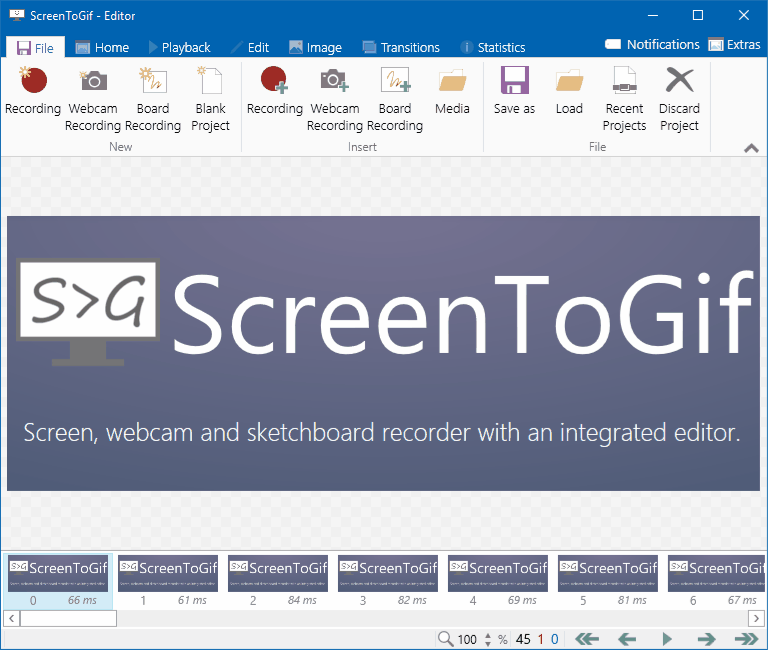 ScreenToGif - Editor
File Home Playback Edit Image Transitions Statistics Notifications Extras
Recording Webcam Recording Board Recording Blank Project Recording Webcam Recording Board Recording Media Save as Load Recent Projects Discard Project
New Insert File
S>G ScreenToGif
Screen, webcam and sketchboard recorder with an integrated editor.
S>G ScreenToGif S>G ScreenToGif S>G ScreenToGif S>G ScreenToGif S>G ScreenToGif S>G ScreenToGif S>G ScreenToGif
0 66 ms 1 61 ms 2 84 ms 3 82 ms 4 69 ms 5 81 ms 6 67 ms
100 % 45 1 0